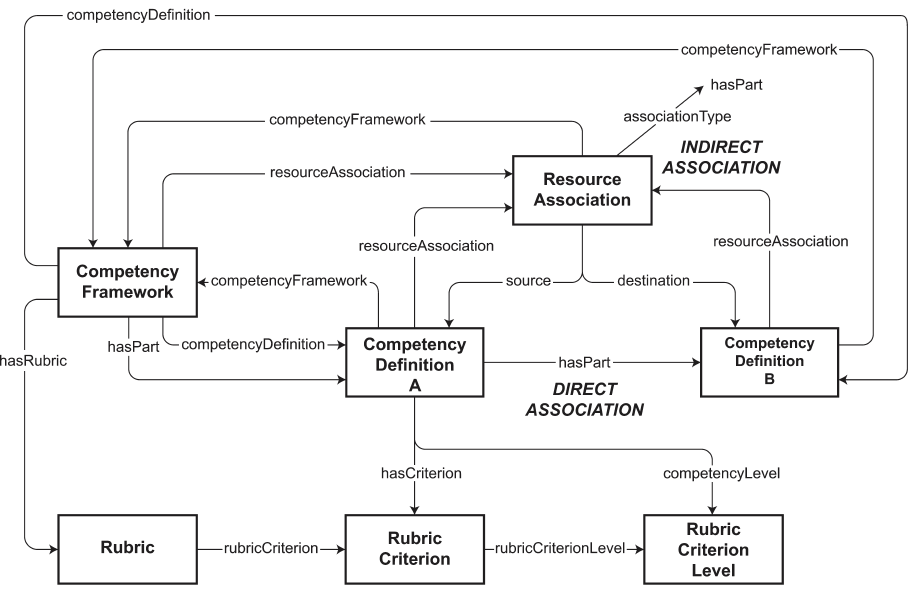 competencyDefinition
competencyFramework
hasPart
associationType
competencyFramework
INDIRECT
ASSOCIATION
resourceAssociation
Resource
Association
resourceAssociation
resourceAssociation
Competency
Framework
competencyFramework
source
destination
hasPart
competencyDefinition
hasRubric
Competency
Definition
A
hasPart
Competency
Definition
B
DIRECT
ASSOCIATION
hasCriterion
competencyLevel
Rubric
rubricCriterion
Rubric
Criterion
rubricCriterionLevel
Rubric
Criterion
Level